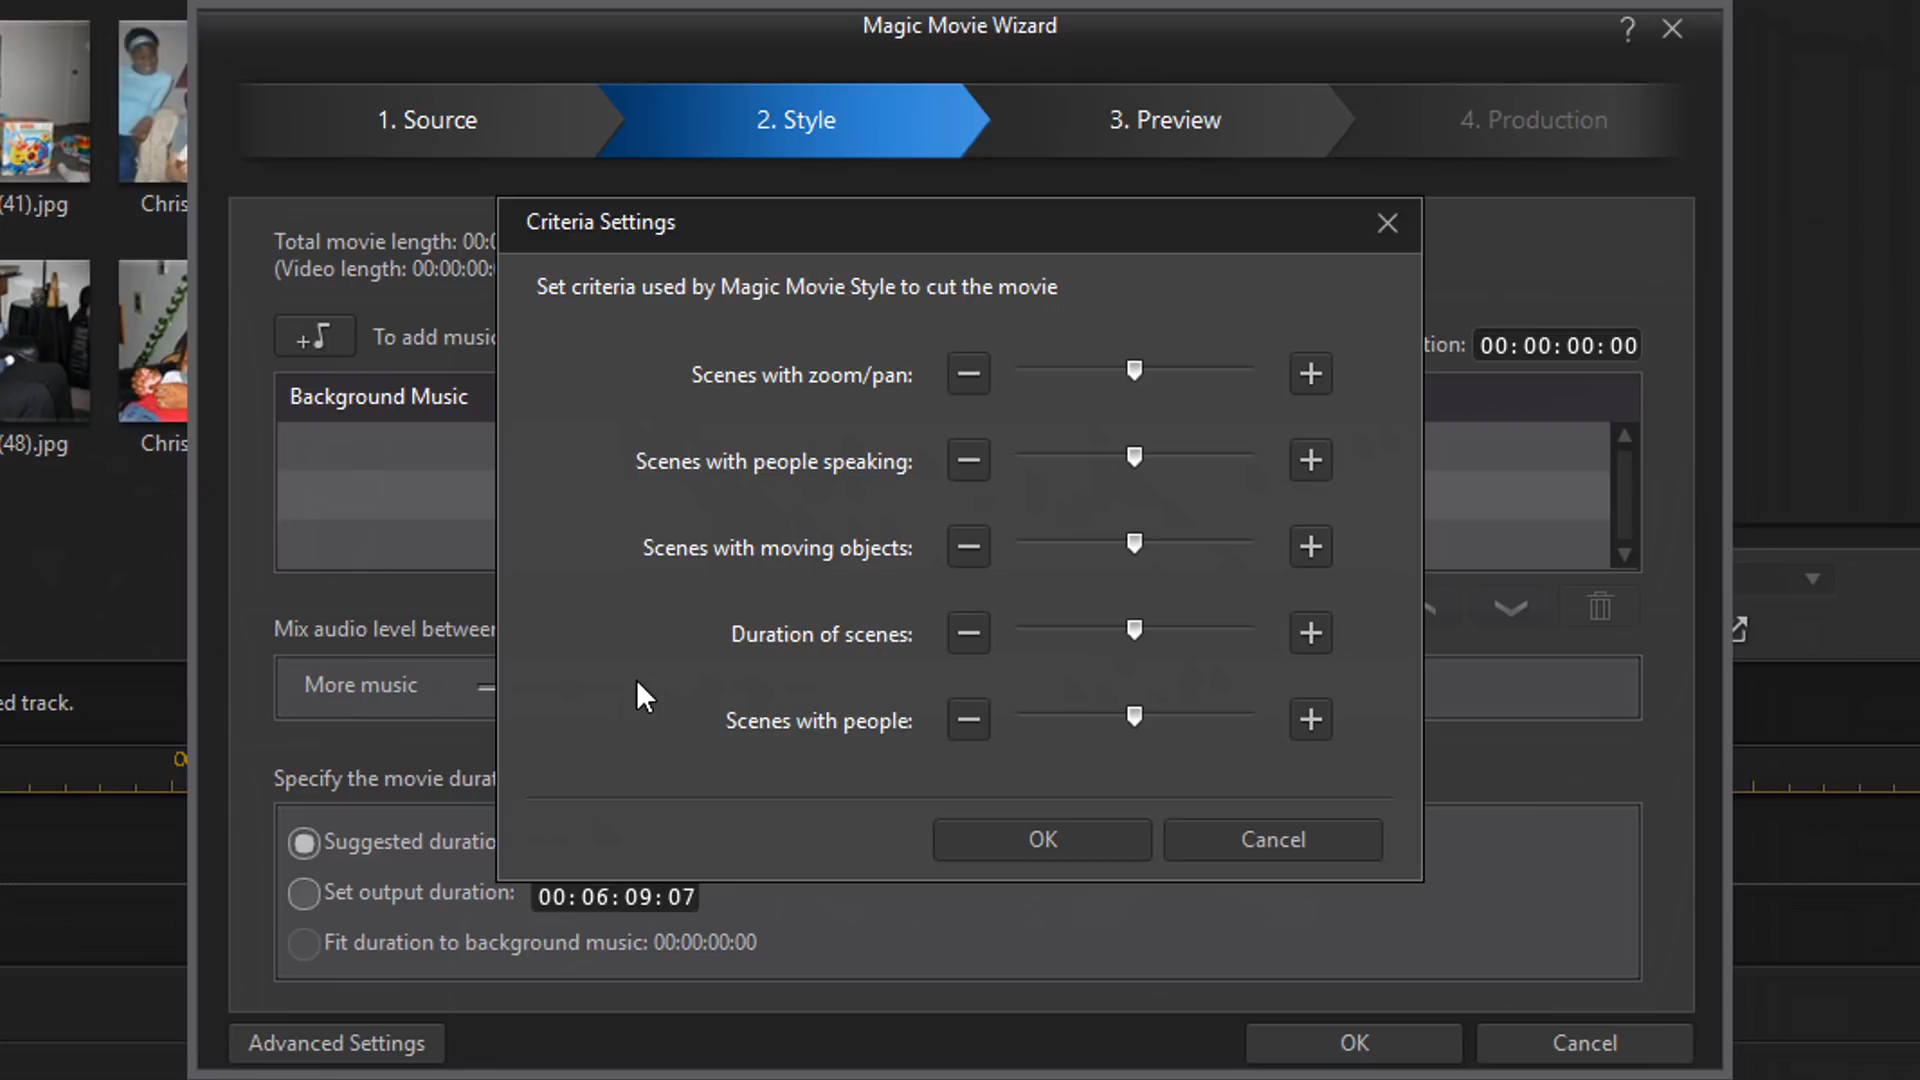 Magic Movie Wizard
?
1. Source
2. Style
3. Preview
4. Production
(41).jpg
Chris
(48).jpg
Chris
Total movie length: 00:0
(Video length: 00:00:00:
To add music
tion: 00:00:00:00
Background Music
Mix audio level between
More music
Specify the movie durat
Suggested duratio
Set output duration: 00:06:09:07
Fit duration to background music: 00:00:00:00
Criteria Settings
Set criteria used by Magic Movie Style to cut the movie
Scenes with zoom/pan:
Scenes with people speaking:
Scenes with moving objects:
Duration of scenes:
Scenes with people:
OK
Cancel
ed track.
Advanced Settings
OK
Cancel